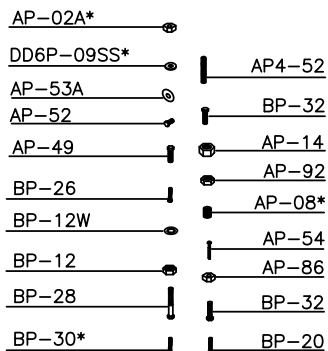 AP-02A*
DD6P-09SS*
AP-53A
AP-52
AP-49
BP-26
BP-12W
BP-12
BP-28
BP-30*
AP4-52
BP-32
AP-14
AP-92
AP-08*
AP-54
AP-86
BP-32
BP-20